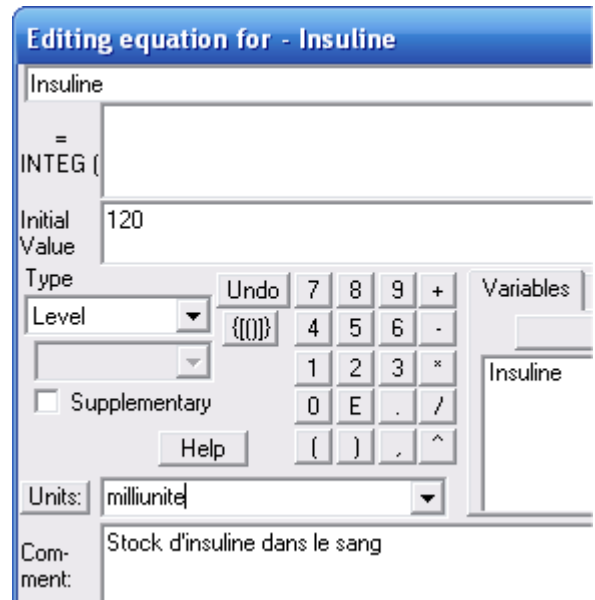 Editing equation for - Insuline
Insuline
=
INTEG (
Initial
Value
120
Type
Level
Undo
7 8 9 +
Variables
{[()]}
4 5 6 -
1 2 3 *
Insuline
Supplementary
0 E . /
Help
( ) , ^
Units:
milliunite
Com-
ment:
Stock d'insuline dans le sang